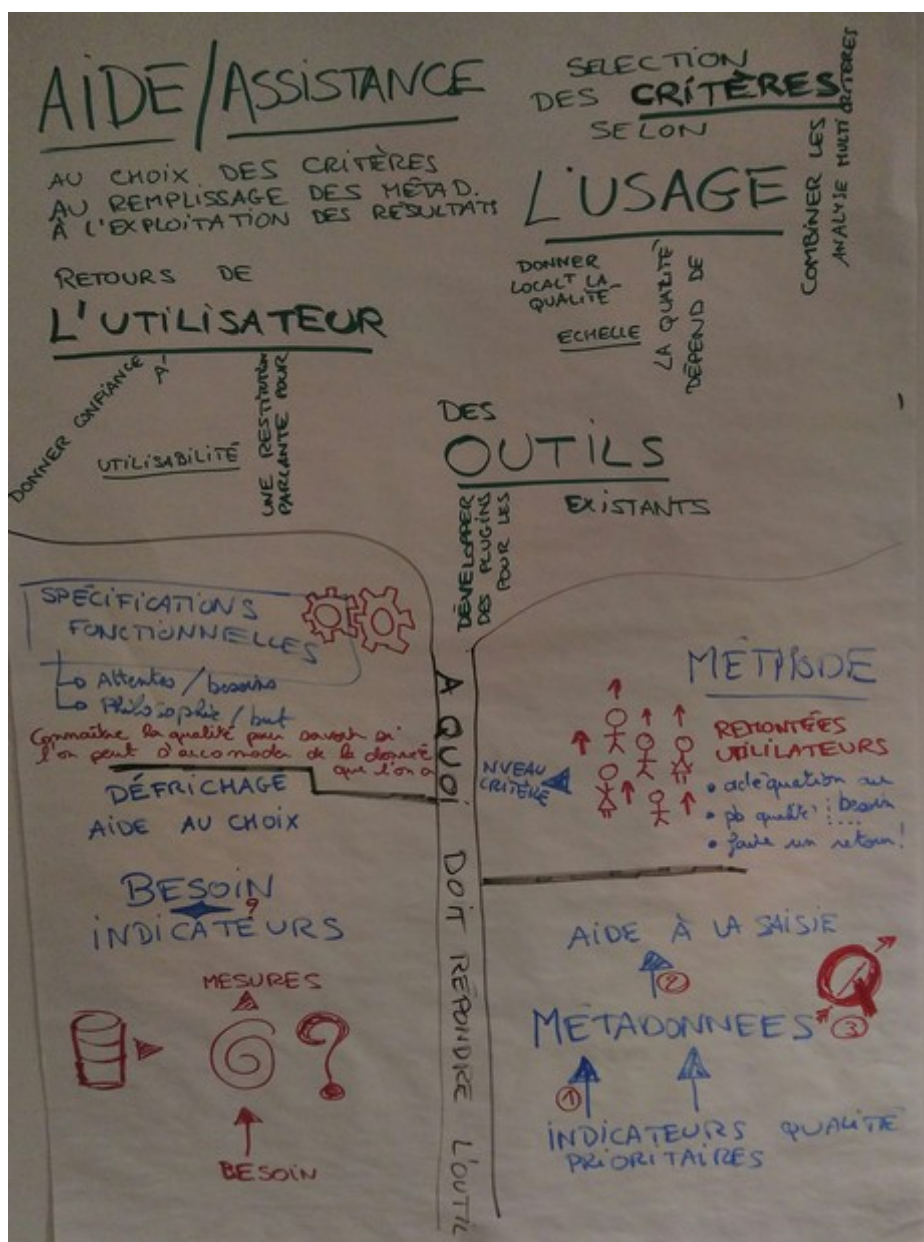 AIDE/ASSISTANCE
AU CHOIX DES CRITÈRES
AU REMPLISSAGE DES MÉTAD.
À L'EXPLOITATION DES RÉSULTATS
RETOURS DE
L'UTILISATEUR
DONNER CONFIANCE
À
UTILISABILITÉ
UNE RESTITUTION
PARLANTE POUR
SELECTION
DES CRITÈRES
SELON
L'USAGE
COMBINER LES
ANALYSE MULTI CRITERES
DONNER
LOCALT LA
QUALITÉ
ECHELLE
LA QUALITÉ
DÉPEND DE
DES
OUTILS
EXISTANTS
DÉVELOPPER
DES PLUGINS
POUR LES
A QUOI DOIT RÉPONDRE L'OUTIL
SPÉCIFICATIONS
FONCTIONNELLES
Attentes / besoins
Philosophie / but
Connaître la qualité pour savoir si
l'on peut s'accomoder de la donnée
que l'on a
DÉFRICHAGE
AIDE AU CHOIX
BESOIN
INDICATEURS
MESURES
?
BESOIN
MÉTHODE
REMONTÉES
UTILILATEURS
• adéquation au
besoin
• pb qualité : ....
• faire un retour !
NIVEAU
CRITÈRE
AIDE À LA SAISIE
②
Q
METADONNEES
③
①
INDICATEURS QUALITÉ
PRIORITAIRES